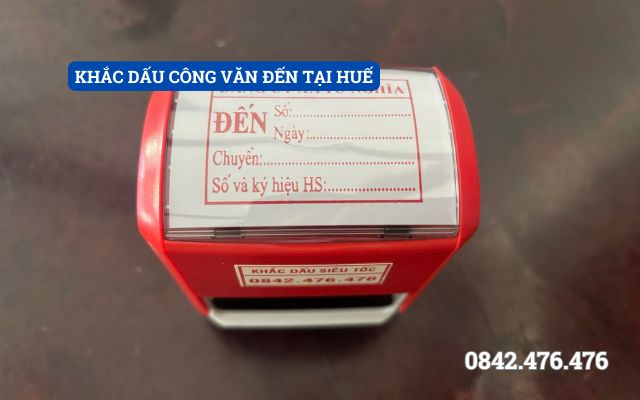 KHẮC DẤU CÔNG VĂN ĐẾN TẠI HUẾ
NGHĨA
ĐẾN Số:
Ngày:
Chuyển:
Số và ký hiệu HS:
KHẮC DẤU SIÊU TỐC
0842.476.476
0842.476.476